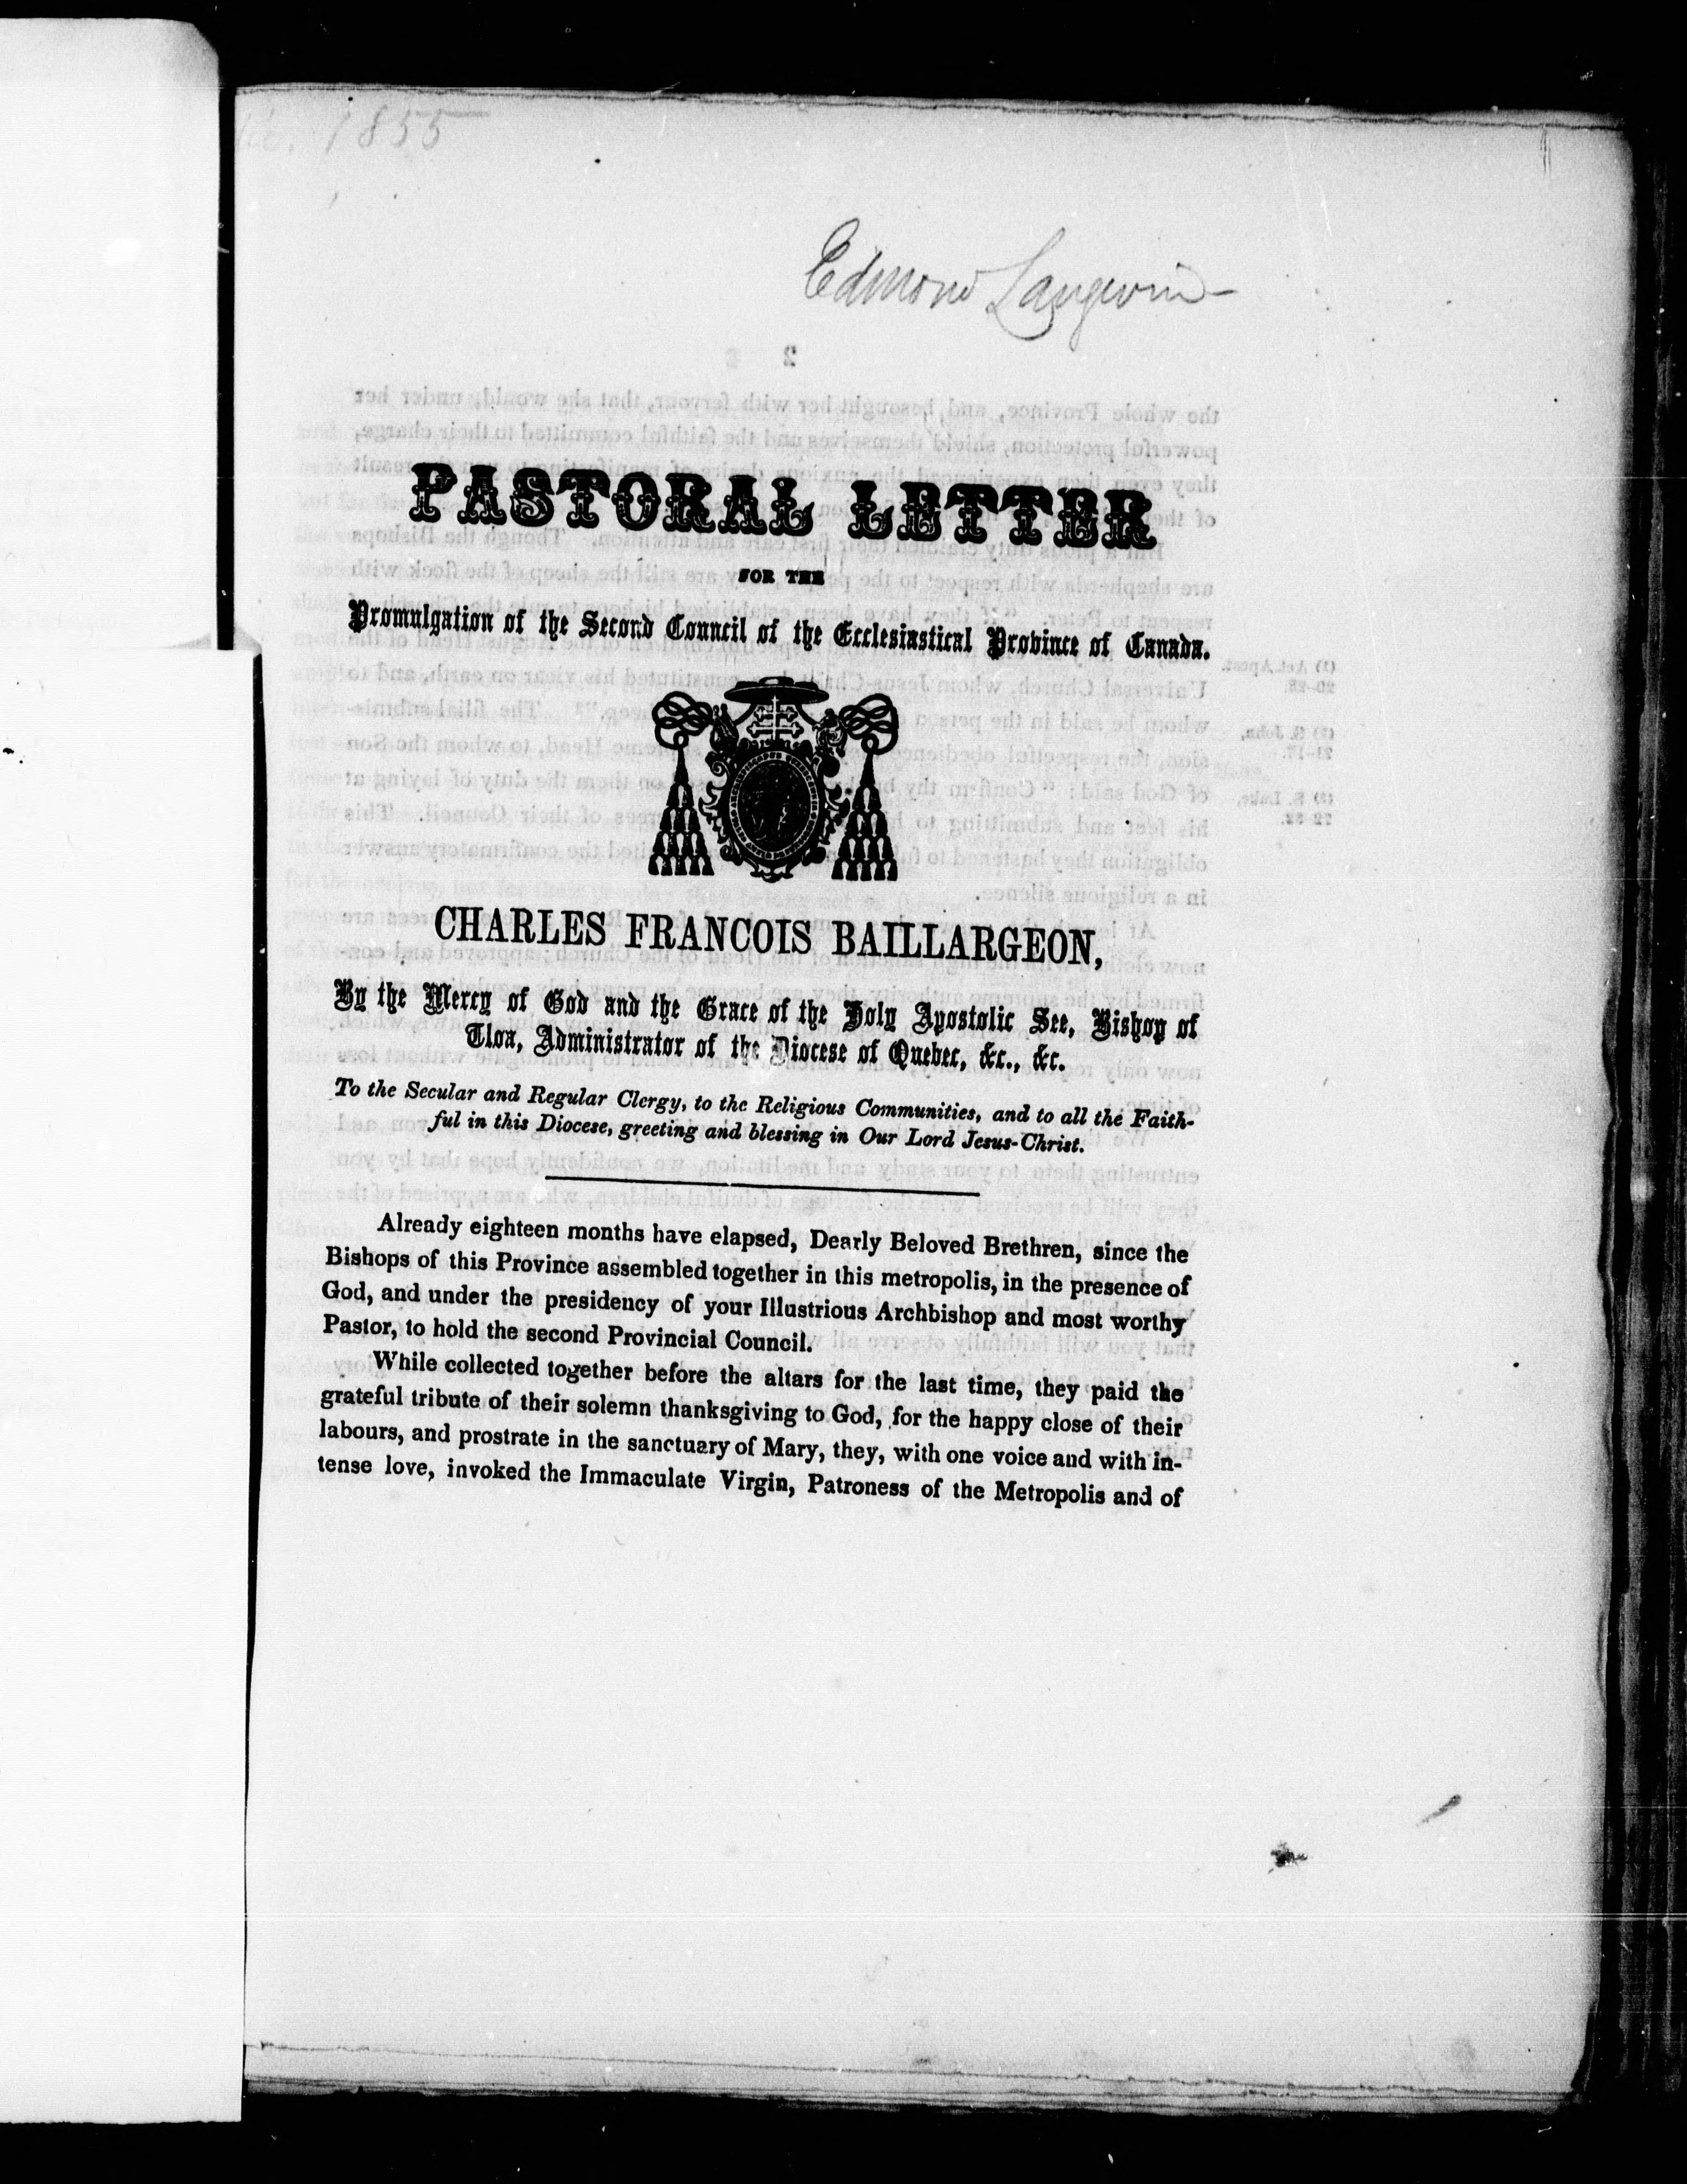 1855
Edmond Langevin
PASTORAL LETTER
FOR THE
Promulgation of the Second Council of the Ecclesiastical Province of Canada.
CHARLES FRANCOIS BAILLARGEON,
By the Mercy of God and the Grace of the Holy Apostolic See, Bishop of
Tloa, Administrator of the Diocese of Quebec, &c., &c.
To the Secular and Regular Clergy, to the Religious Communities, and to all the Faith-
ful in this Diocese, greeting and blessing in Our Lord Jesus-Christ.
Already eighteen months have elapsed, Dearly Beloved Brethren, since the
Bishops of this Province assembled together in this metropolis, in the presence of
God, and under the presidency of your Illustrious Archbishop and most worthy
Pastor, to hold the second Provincial Council.
While collected together before the altars for the last time, they paid the
grateful tribute of their solemn thanksgiving to God, for the happy close of their
labours, and prostrate in the sanctuary of Mary, they, with one voice and with in-
tense love, invoked the Immaculate Virgin, Patroness of the Metropolis and of